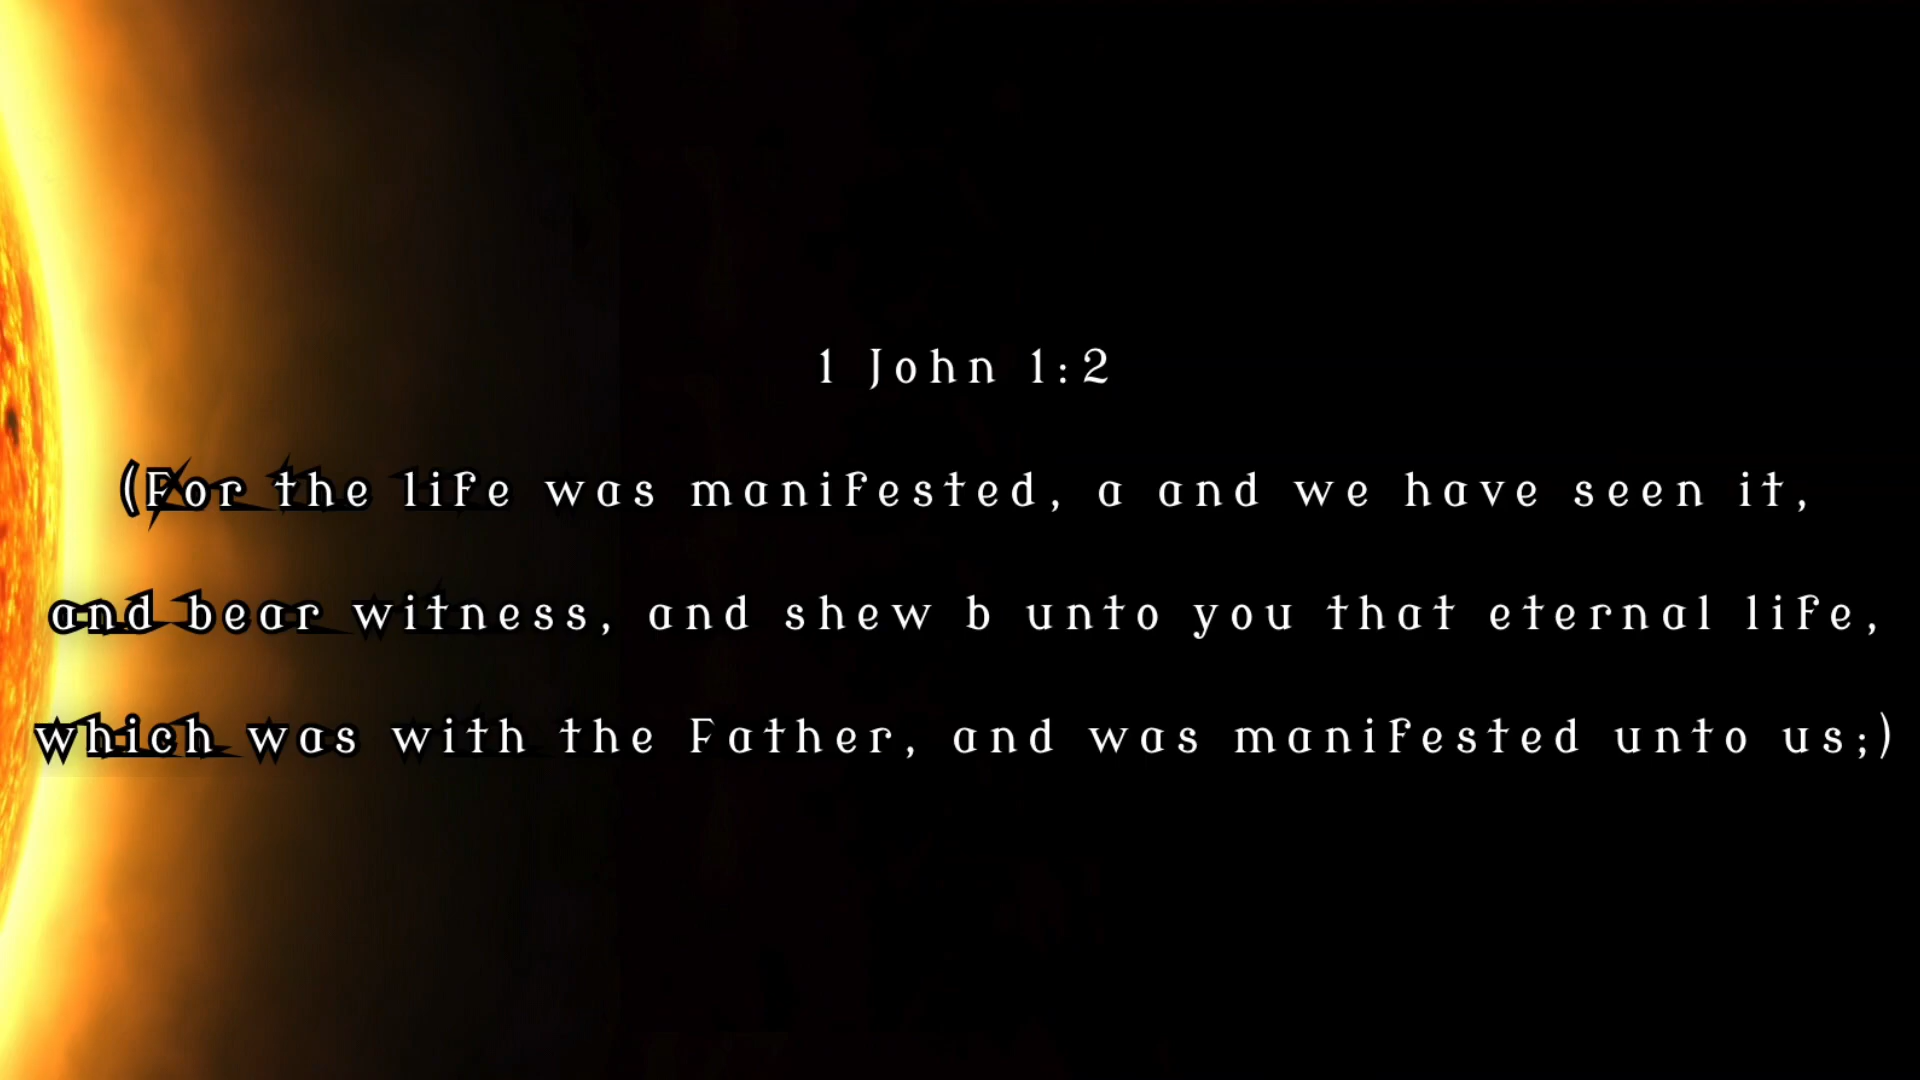 1 John 1:2
(For the life was manifested, a and we have seen it,
and bear witness, and shew b unto you that eternal life,
which was with the Father, and was manifested unto us;)